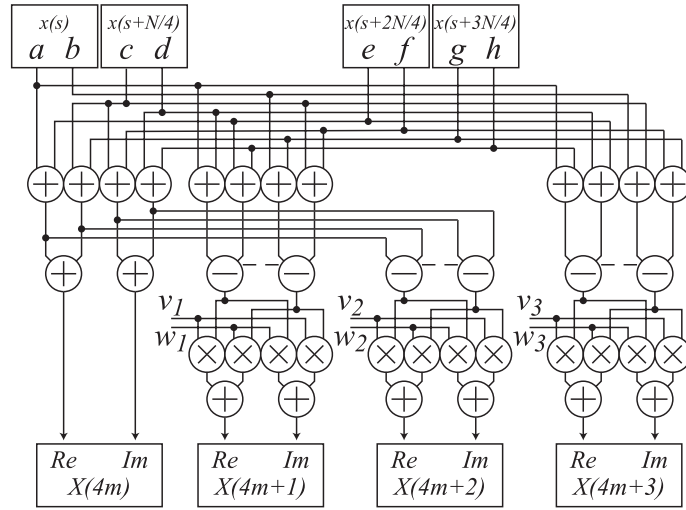 x(s) x(s+N/4) x(s+2N/4) x(s+3N/4)
a b c d e f g h
+ + + + + + + + + + + +
+ + − − − − − −
v1 v2 v3
w1 w2 w3
× × × × × × × × × × × ×
+ + + + + +
Re Im Re Im Re Im Re Im
X(4m) X(4m+1) X(4m+2) X(4m+3)